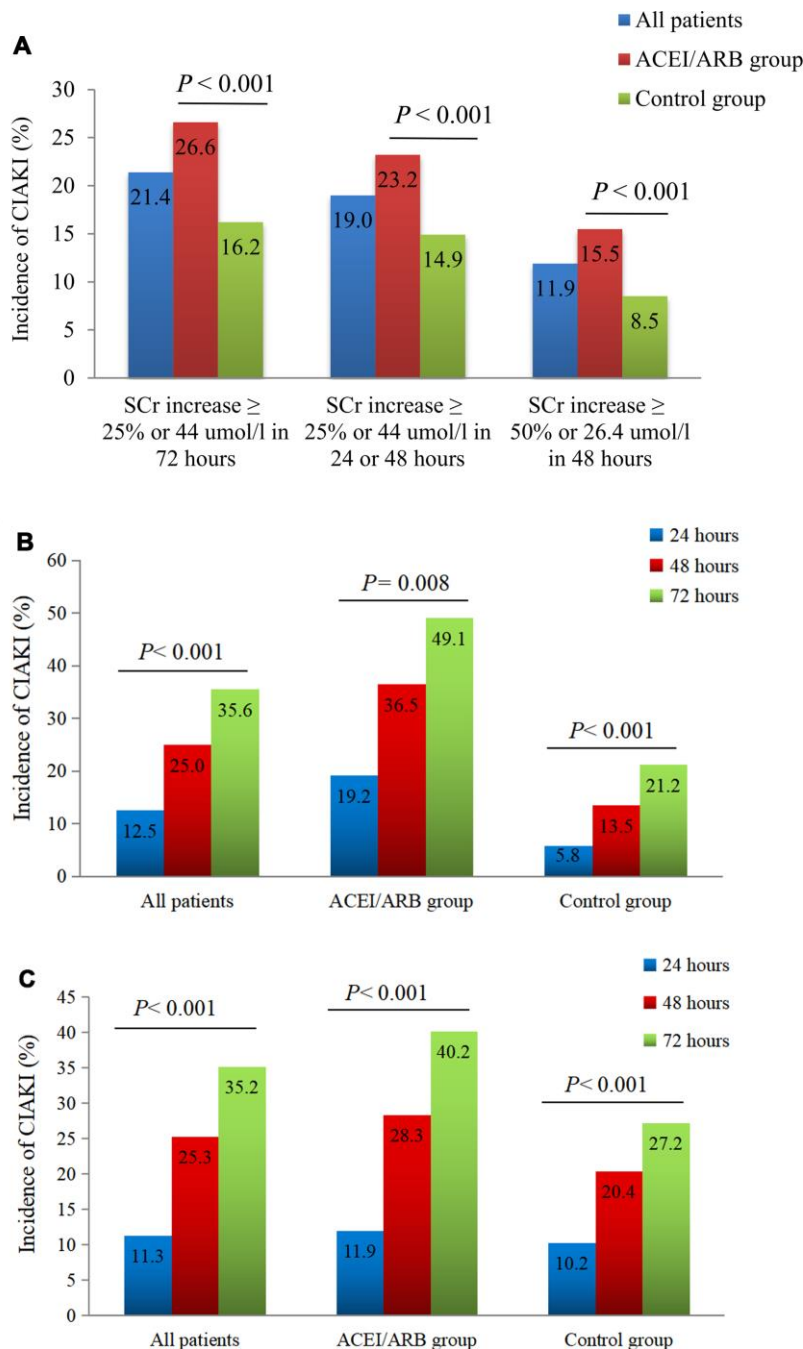 A
All patients
ACEI/ARB group
Control group
Incidence of CIAKI (%)
30
25
20
15
10
5
0
P < 0.001
P < 0.001
P < 0.001
21.4
26.6
16.2
19.0
23.2
14.9
11.9
15.5
8.5
SCr increase ≥
25% or 44 umol/l in
72 hours
SCr increase ≥
25% or 44 umol/l in
24 or 48 hours
SCr increase ≥
50% or 26.4 umol/l
in 48 hours
B
24 hours
48 hours
72 hours
Incidence of CIAKI (%)
60
50
40
30
20
10
0
P< 0.001
P= 0.008
P< 0.001
12.5
25.0
35.6
19.2
36.5
49.1
5.8
13.5
21.2
All patients
ACEI/ARB group
Control group
C
24 hours
48 hours
72 hours
Incidence of CIAKI (%)
45
40
35
30
25
20
15
10
5
0
P< 0.001
P< 0.001
P< 0.001
11.3
25.3
35.2
11.9
28.3
40.2
10.2
20.4
27.2
All patients
ACEI/ARB group
Control group